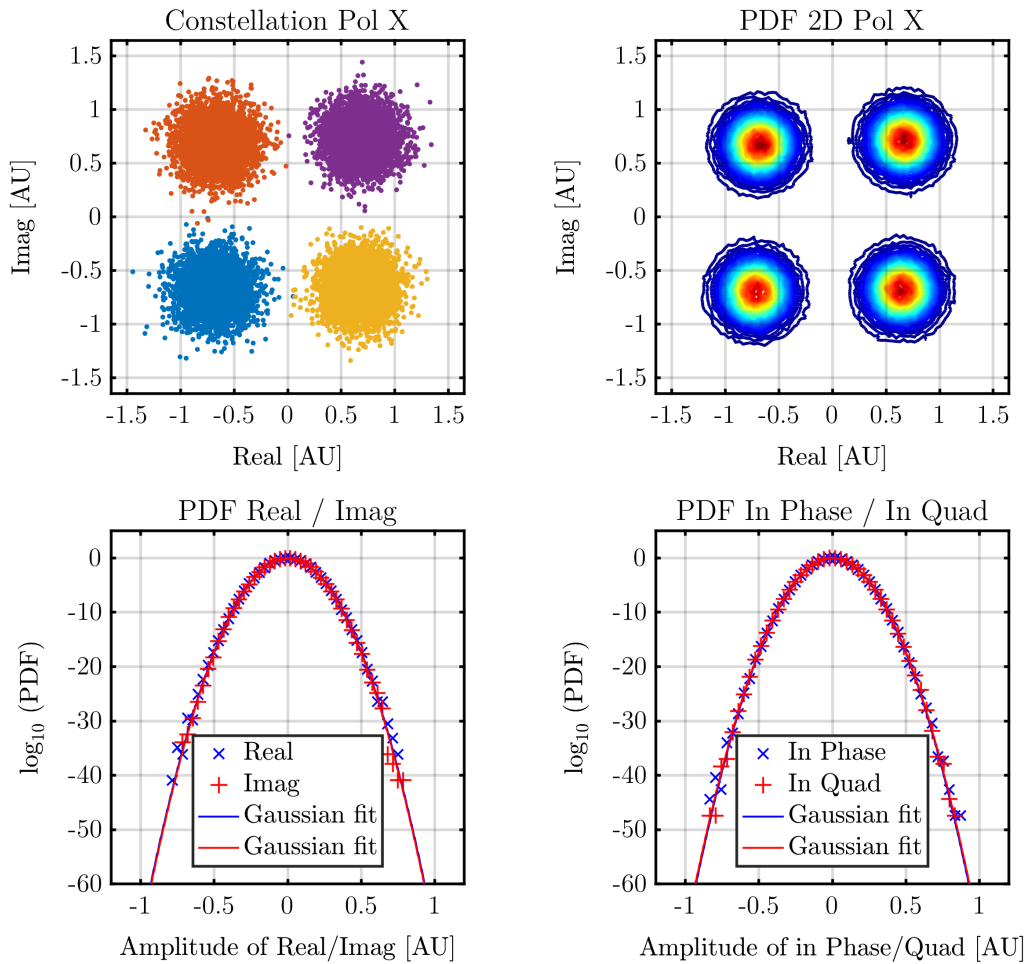 Constellation Pol X
1.5
1
0.5
0
-0.5
-1
-1.5
Imag [AU]
-1.5 -1 -0.5 0 0.5 1 1.5
Real [AU]
PDF 2D Pol X
1.5
1
0.5
0
-0.5
-1
-1.5
Imag [AU]
-1.5 -1 -0.5 0 0.5 1 1.5
Real [AU]
PDF Real / Imag
0
-10
-20
-30
-40
-50
-60
log10 (PDF)
Real
Imag
Gaussian fit
Gaussian fit
-1 -0.5 0 0.5 1
Amplitude of Real/Imag [AU]
PDF In Phase / In Quad
0
-10
-20
-30
-40
-50
-60
log10 (PDF)
In Phase
In Quad
Gaussian fit
Gaussian fit
-1 -0.5 0 0.5 1
Amplitude of in Phase/Quad [AU]